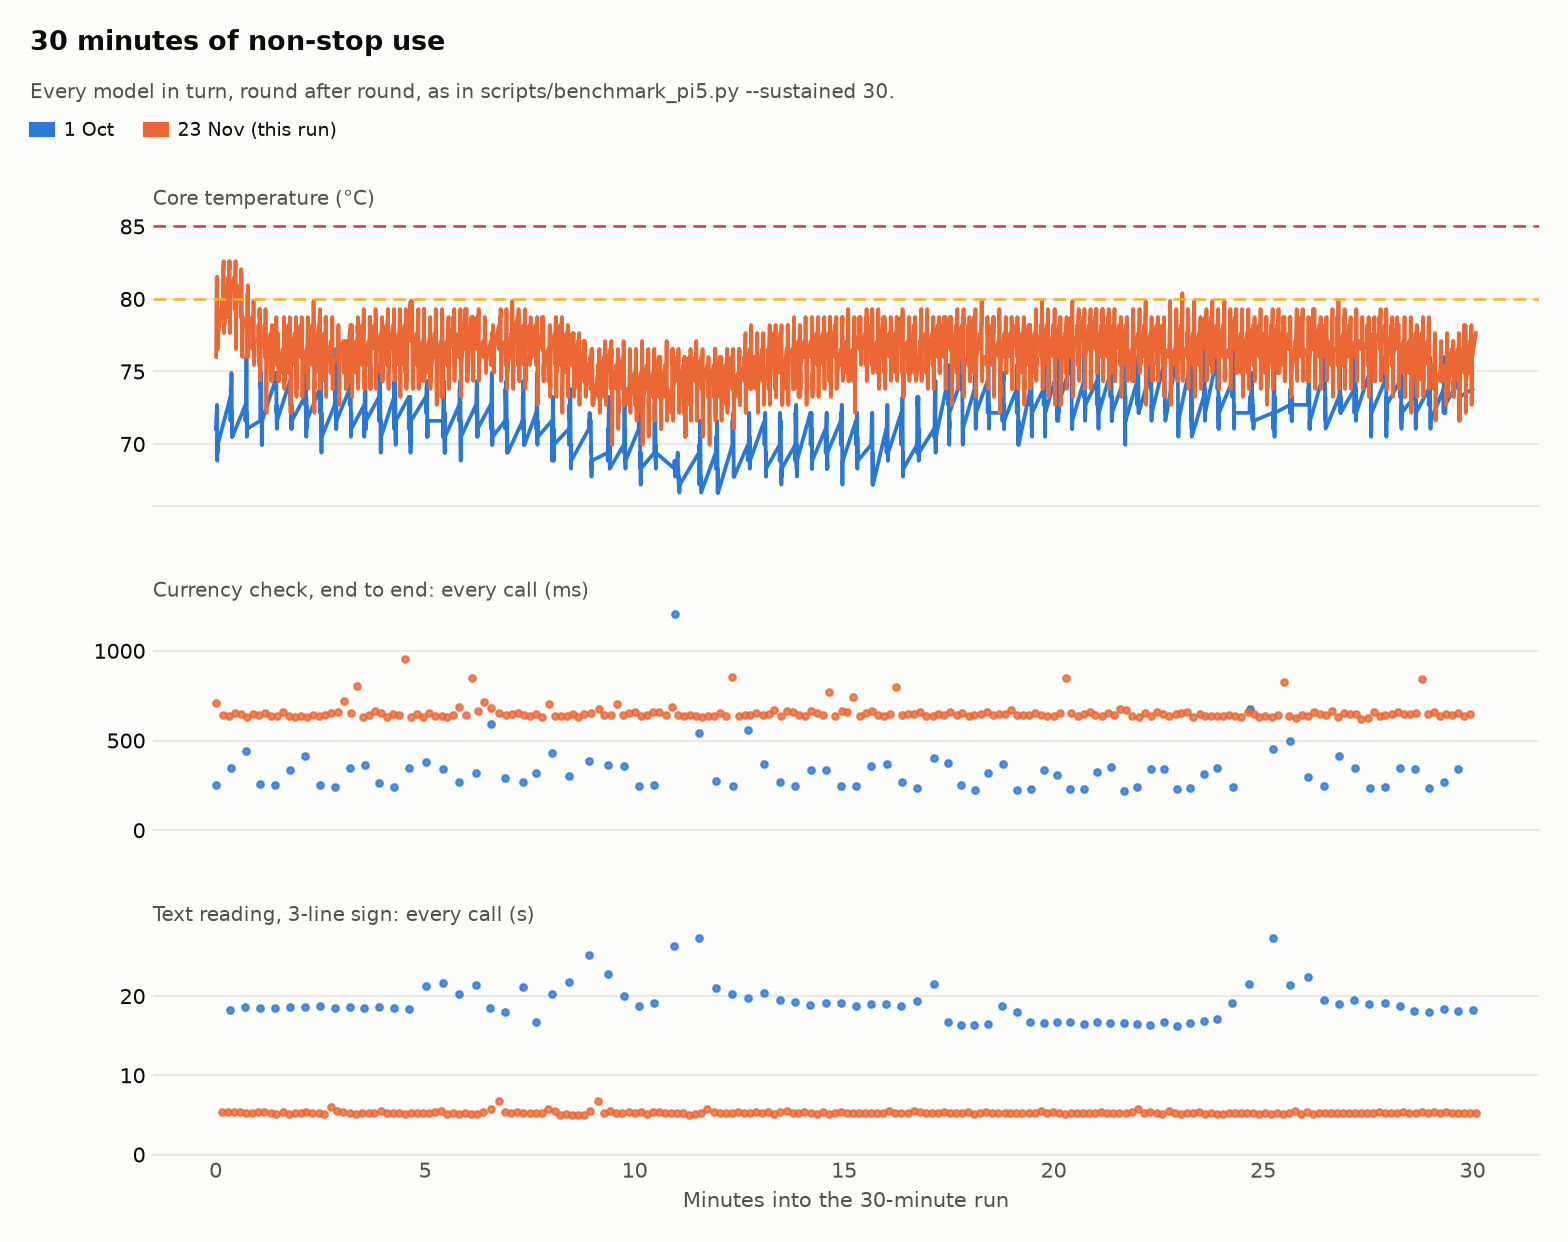 30 minutes of non-stop use
Every model in turn, round after round, as in scripts/benchmark_pi5.py --sustained 30.
1 Oct 23 Nov (this run)
Core temperature (°C)
85
80
75
70
Currency check, end to end: every call (ms)
1000
500
0
Text reading, 3-line sign: every call (s)
20
10
0
0 5 10 15 20 25 30
Minutes into the 30-minute run